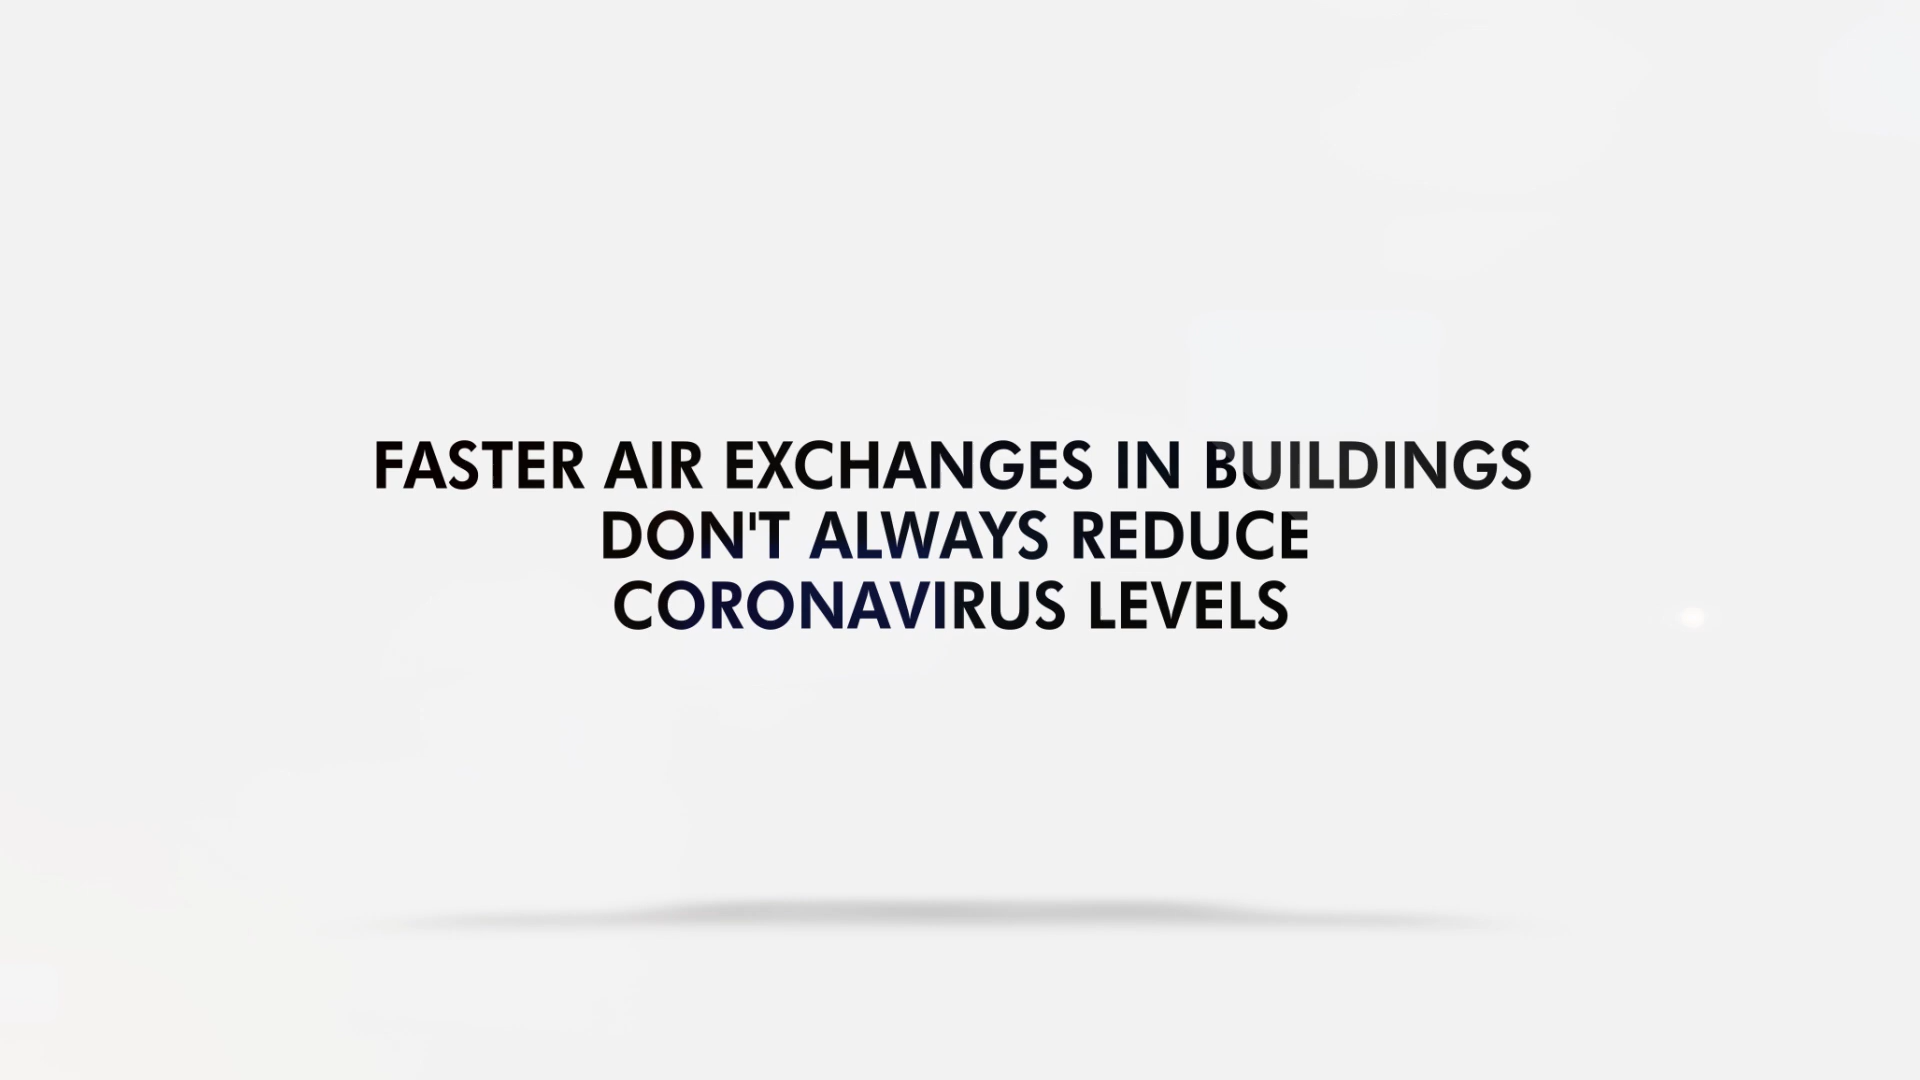 FASTER AIR EXCHANGES IN BUILDINGS
DON'T ALWAYS REDUCE
CORONAVIRUS LEVELS